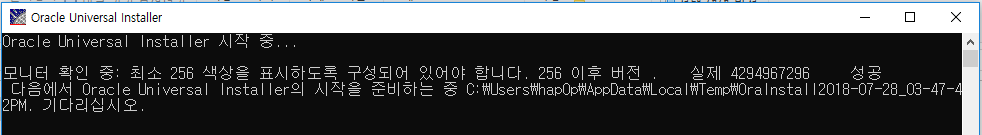 Oracle Universal Installer
Oracle Universal Installer 시작 중...
모니터 확인 중: 최소 256 색상을 표시하도록 구성되어 있어야 합니다. 256 이후 버전 .    실제 4294967296     성공
 다음에서 Oracle Universal Installer의 시작을 준비하는 중 C:₩Users₩hapOp₩AppData₩Local₩Temp₩OraInstall2018-07-28_03-47-4
2PM. 기다리십시오.